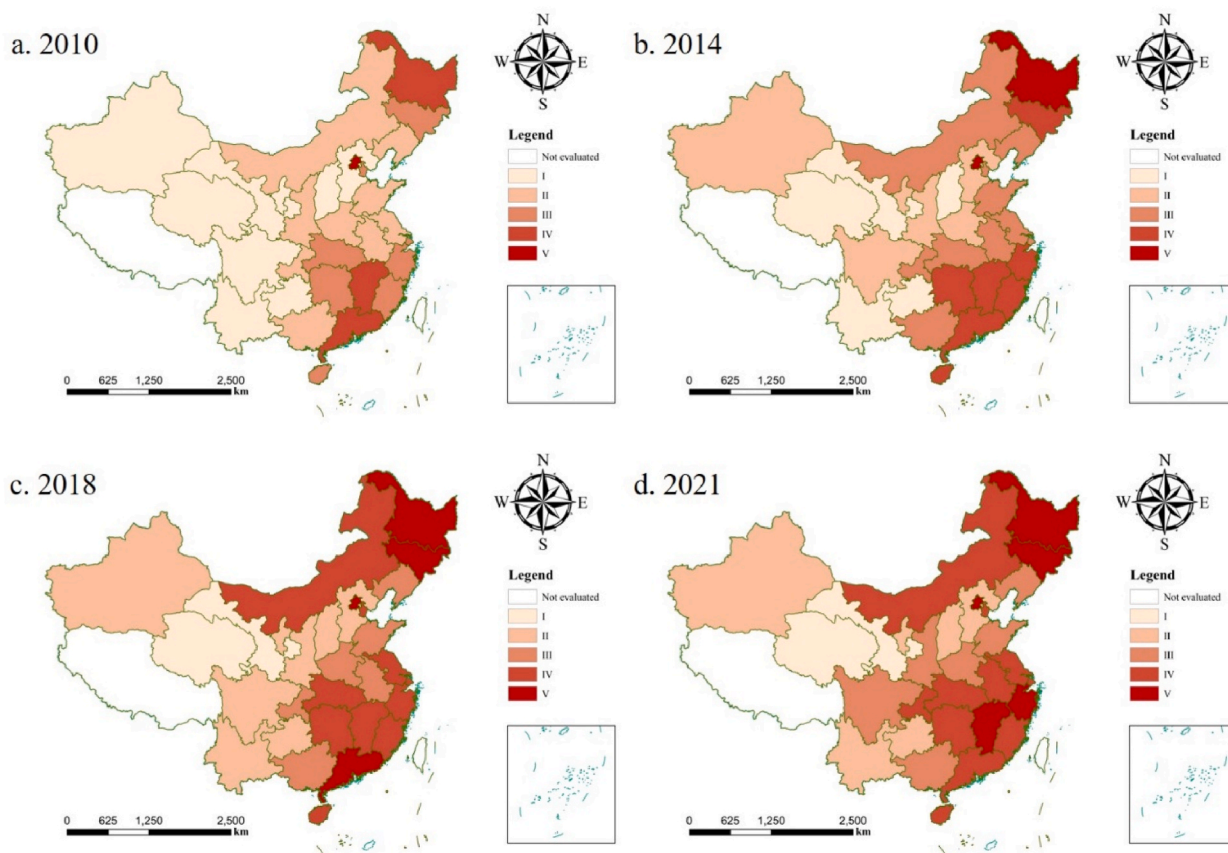 a. 2010
N
W E
S
Legend
Not evaluated
I
II
III
IV
V
0 625 1,250 2,500
km
b. 2014
N
W E
S
Legend
Not evaluated
I
II
III
IV
V
0 625 1,250 2,500
km
c. 2018
N
W E
S
Legend
Not evaluated
I
II
III
IV
V
0 625 1,250 2,500
km
d. 2021
N
W E
S
Legend
Not evaluated
I
II
III
IV
V
0 625 1,250 2,500
km